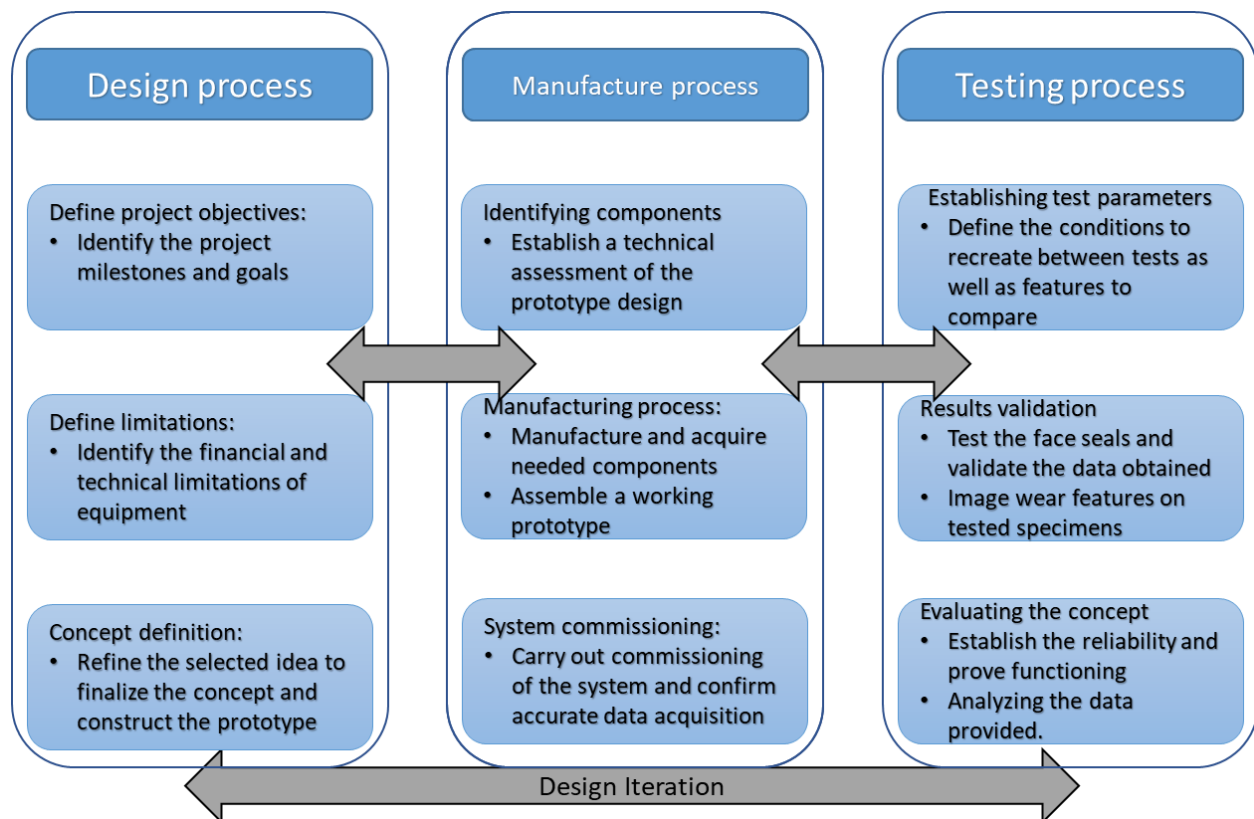 Design process
Define project objectives:
• Identify the project
milestones and goals
Define limitations:
• Identify the financial and
technical limitations of
equipment
Concept definition:
• Refine the selected idea to
finalize the concept and
construct the prototype
Manufacture process
Identifying components
• Establish a technical
assessment of the
prototype design
Manufacturing process:
• Manufacture and acquire
needed components
• Assemble a working
prototype
System commissioning:
• Carry out commissioning
of the system and confirm
accurate data acquisition
Testing process
Establishing test parameters
• Define the conditions to
recreate between tests as
well as features to
compare
Results validation
• Test the face seals and
validate the data obtained
• Image wear features on
tested specimens
Evaluating the concept
• Establish the reliability and
prove functioning
• Analyzing the data
provided.
Design Iteration